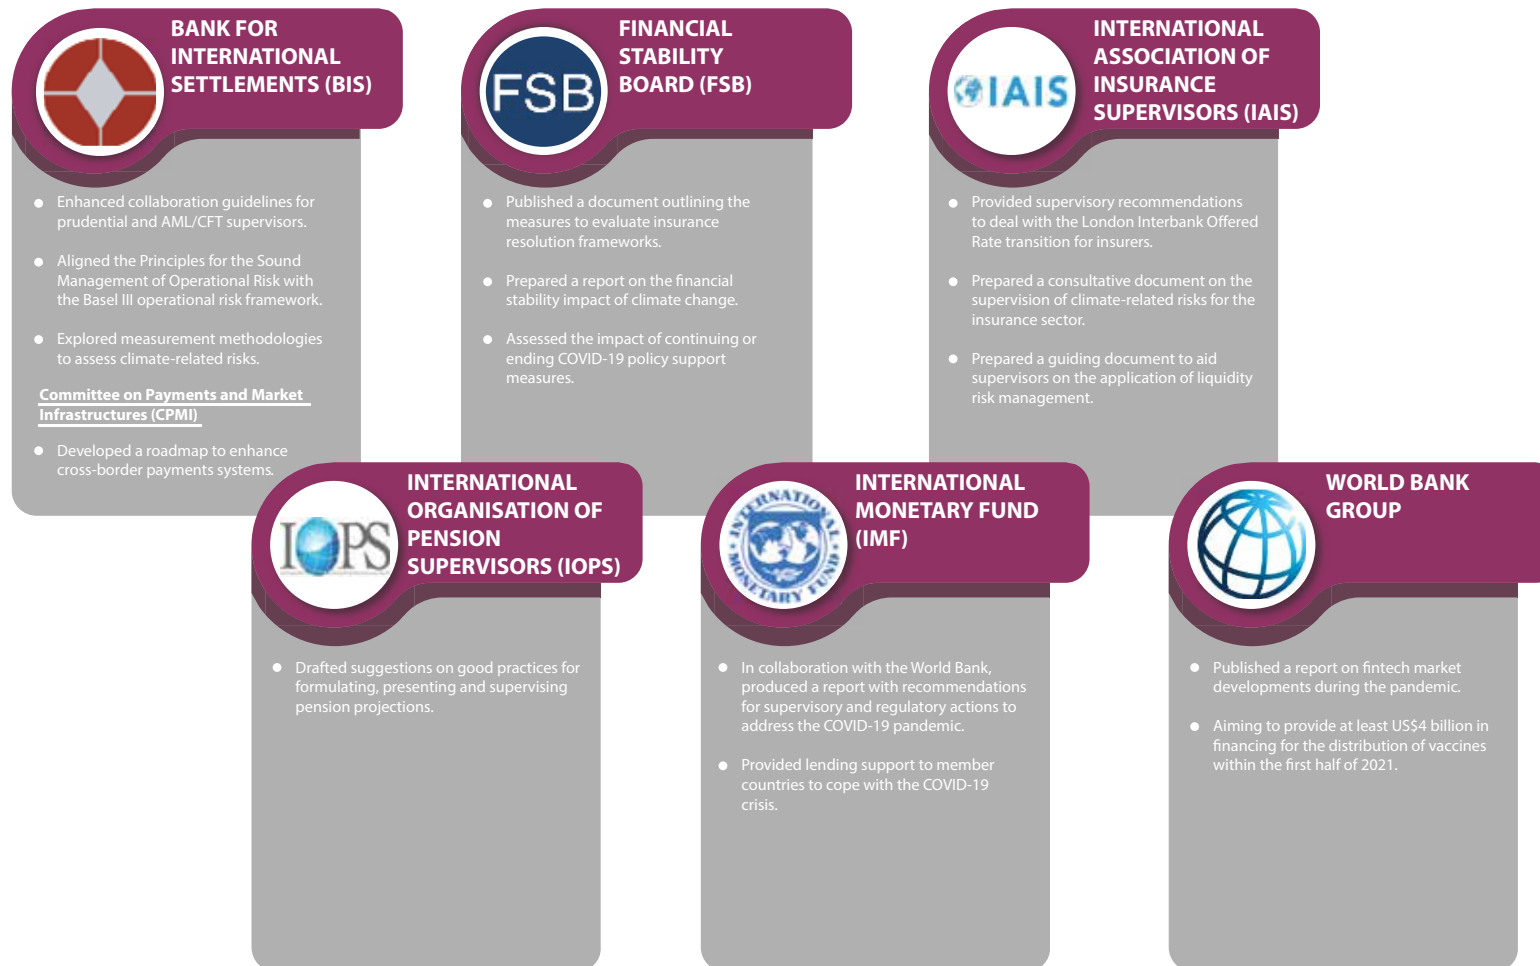 BANK FOR
INTERNATIONAL
SETTLEMENTS (BIS)
Enhanced collaboration guidelines for
prudential and AML/CFT supervisors.
Aligned the Principles for the Sound
Management of Operational Risk with
the Basel III operational risk framework.
Explored measurement methodologies
to assess climate-related risks.
Committee on Payments and Market
Infrastructures (CPMI)
Developed a roadmap to enhance
cross-border payments systems.
FSB
FINANCIAL
STABILITY
BOARD (FSB)
Published a document outlining the
measures to evaluate insurance
resolution frameworks.
Prepared a report on the financial
stability impact of climate change.
Assessed the impact of continuing or
ending COVID-19 policy support
measures.
IAIS
INTERNATIONAL
ASSOCIATION OF
INSURANCE
SUPERVISORS (IAIS)
Provided supervisory recommendations
to deal with the London Interbank Offered
Rate transition for insurers.
Prepared a consultative document on the
supervision of climate-related risks for the
insurance sector.
Prepared a guiding document to aid
supervisors on the application of liquidity
risk management.
IOPS
INTERNATIONAL
ORGANISATION OF
PENSION
SUPERVISORS (IOPS)
Drafted suggestions on good practices for
formulating, presenting and supervising
pension projections.
INTERNATIONAL
MONETARY FUND
INTERNATIONAL
MONETARY FUND
(IMF)
In collaboration with the World Bank,
produced a report with recommendations
for supervisory and regulatory actions to
address the COVID-19 pandemic.
Provided lending support to member
countries to cope with the COVID-19
crisis.
WORLD BANK
GROUP
Published a report on fintech market
developments during the pandemic.
Aiming to provide at least US$4 billion in
financing for the distribution of vaccines
within the first half of 2021.